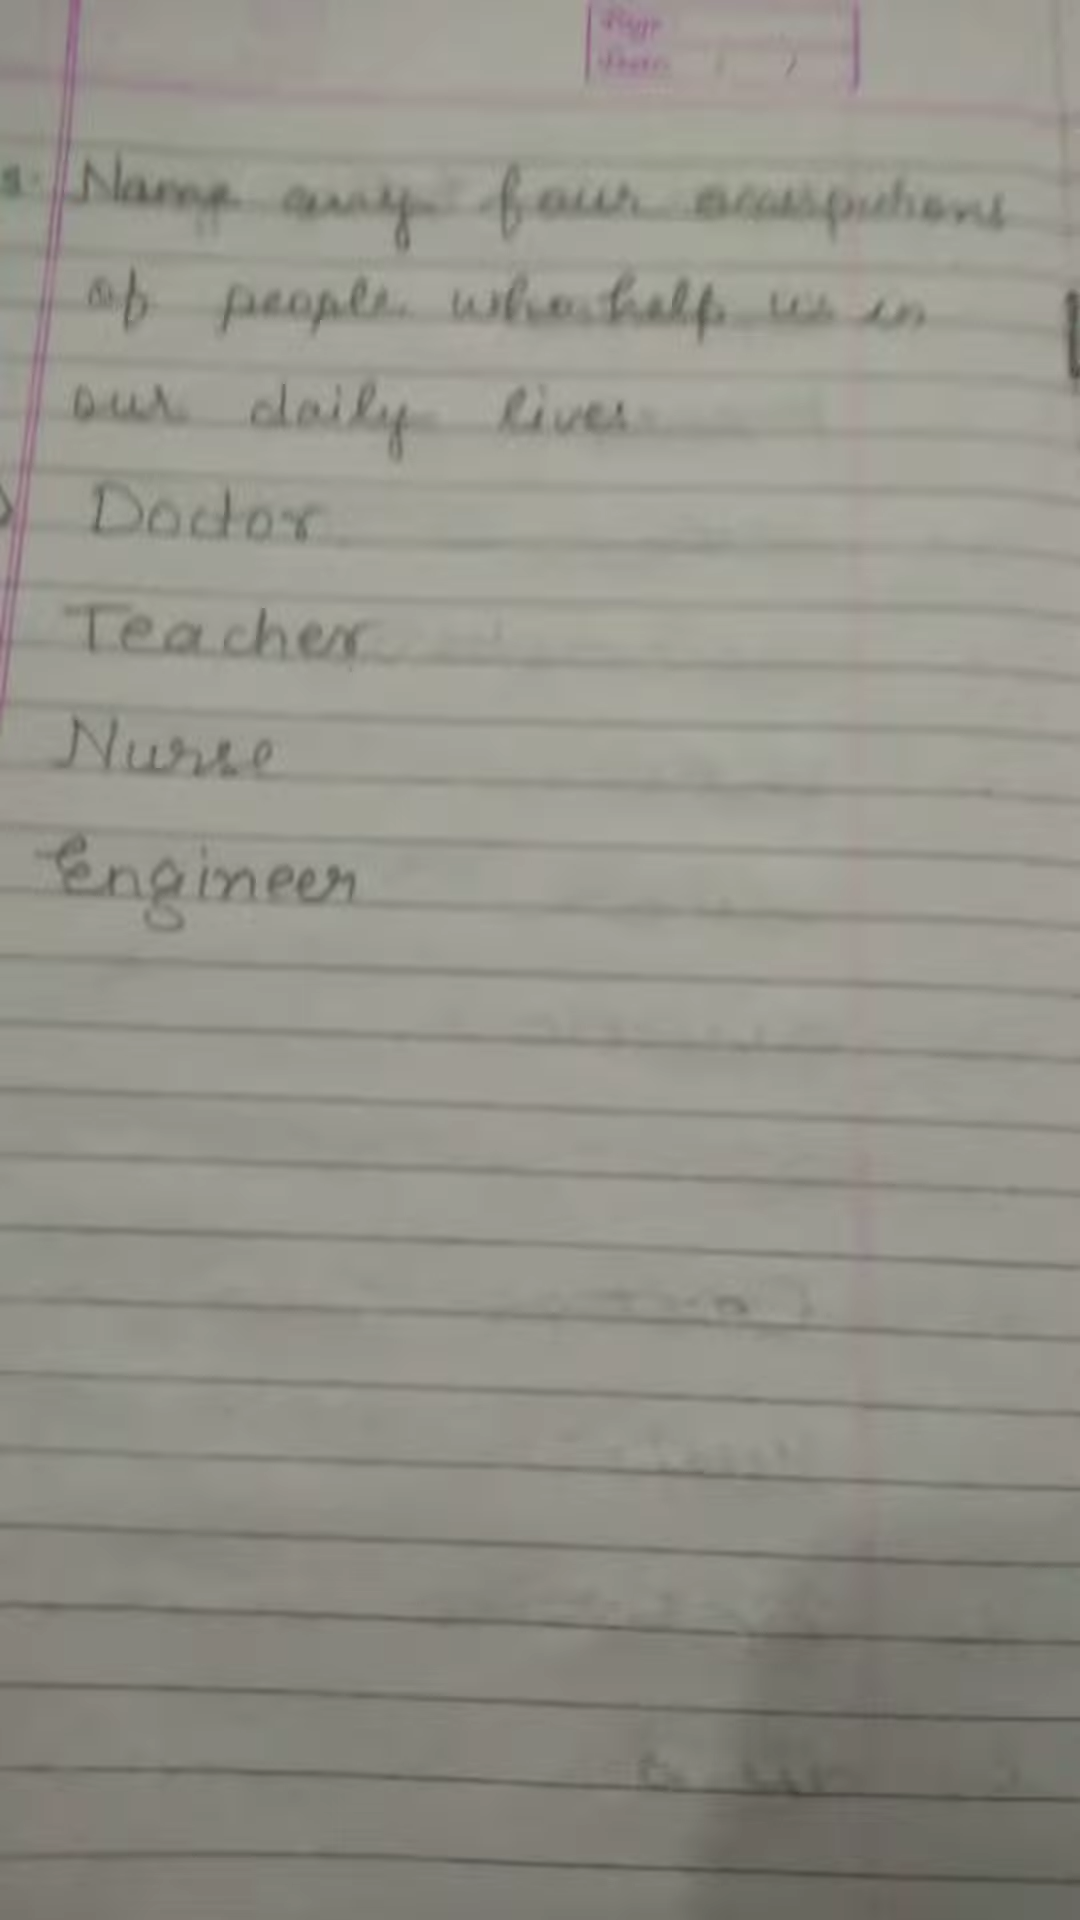 Name any four occupations
of people who help us in
our daily lives
Doctor
Teacher
Nurse
Engineer